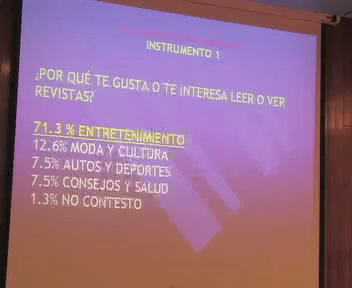 INSTRUMENTO 1
¿POR QUÉ TE GUSTA O TE INTERESA LEER O VER
REVISTAS?
71.3 % ENTRETENIMIENTO
12.6% MODA Y CULTURA
7.5% AUTOS Y DEPORTES
7.5% CONSEJOS Y SALUD
1.3% NO CONTESTO